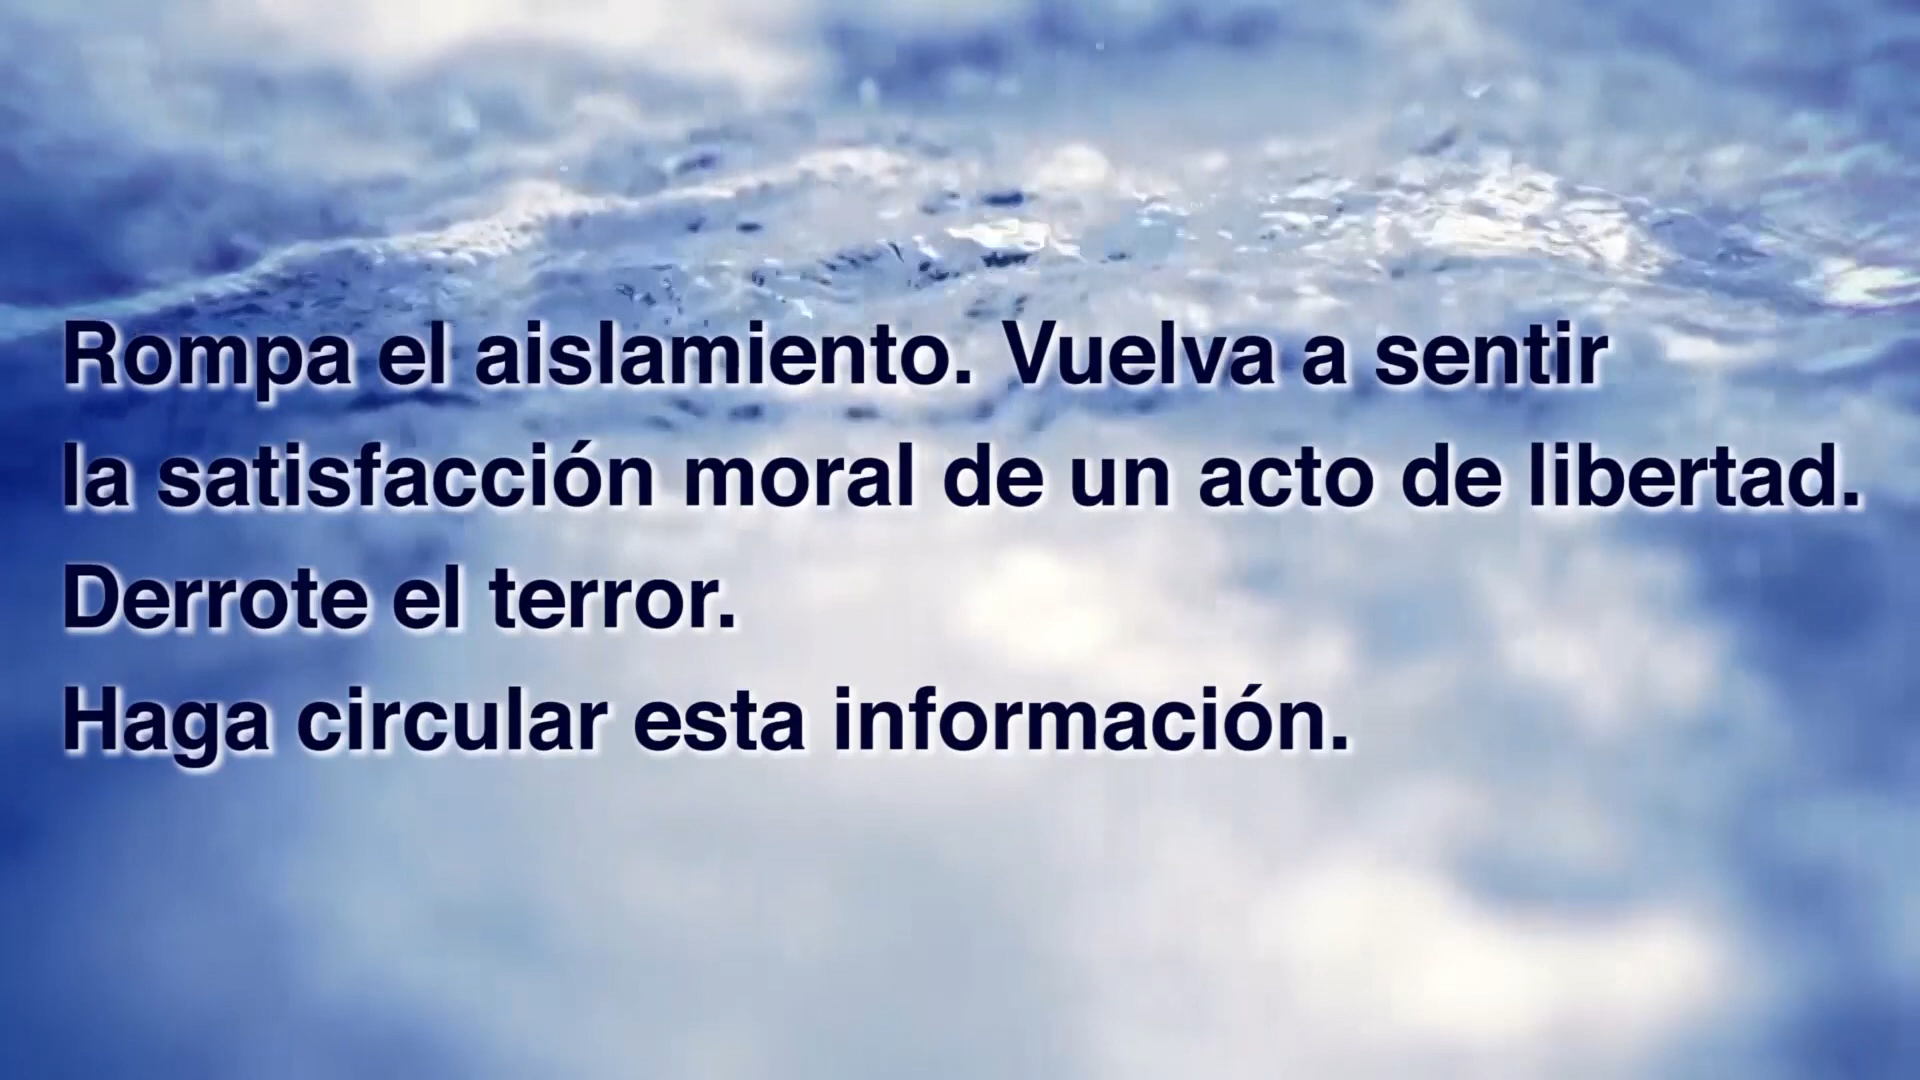 Rompa el aislamiento. Vuelva a sentir
la satisfacción moral de un acto de libertad.
Derrote el terror.
Haga circular esta información.